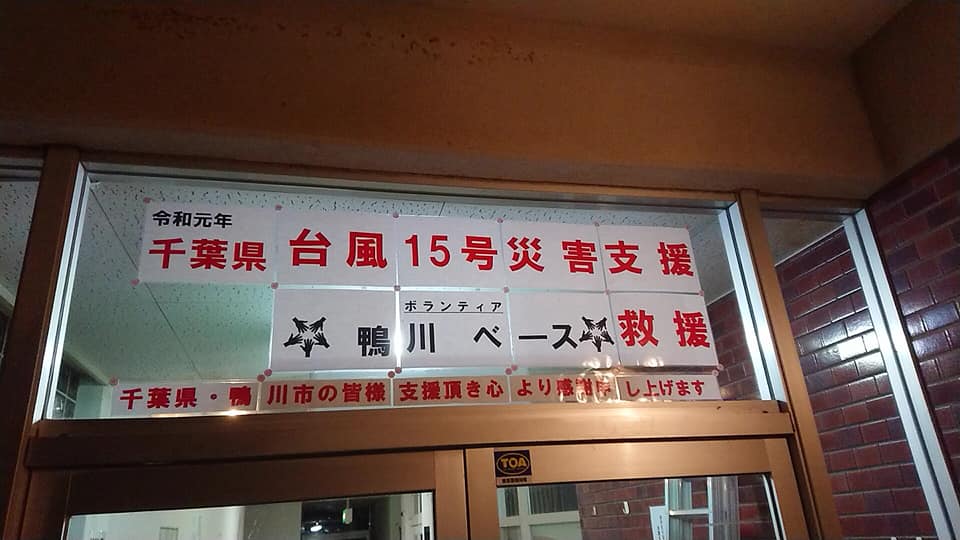 令和元年
千葉県 台風15号災害支援
ボランティア
鴨川ベース 救援
千葉県・鴨川市の皆様 支援頂き心より感謝申し上げます
TOA